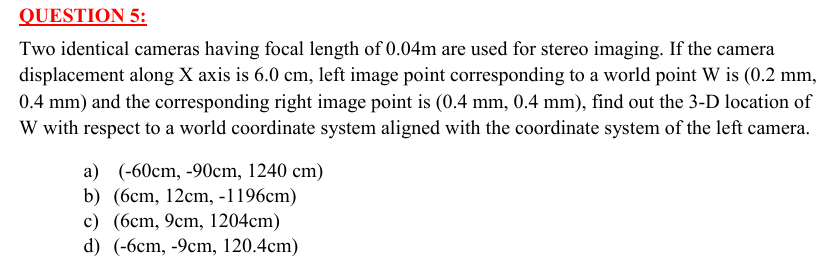 QUESTION 5:
Two identical cameras having focal length of 0.04m are used for stereo imaging. If the camera
displacement along X axis is 6.0 cm, left image point corresponding to a world point W is (0.2 mm,
0.4 mm) and the corresponding right image point is (0.4 mm, 0.4 mm), find out the 3-D location of
W with respect to a world coordinate system aligned with the coordinate system of the left camera.
a) (-60cm, -90cm, 1240 cm)
b) (6cm, 12cm, -1196cm)
c) (6cm, 9cm, 1204cm)
d) (-6cm, -9cm, 120.4cm)